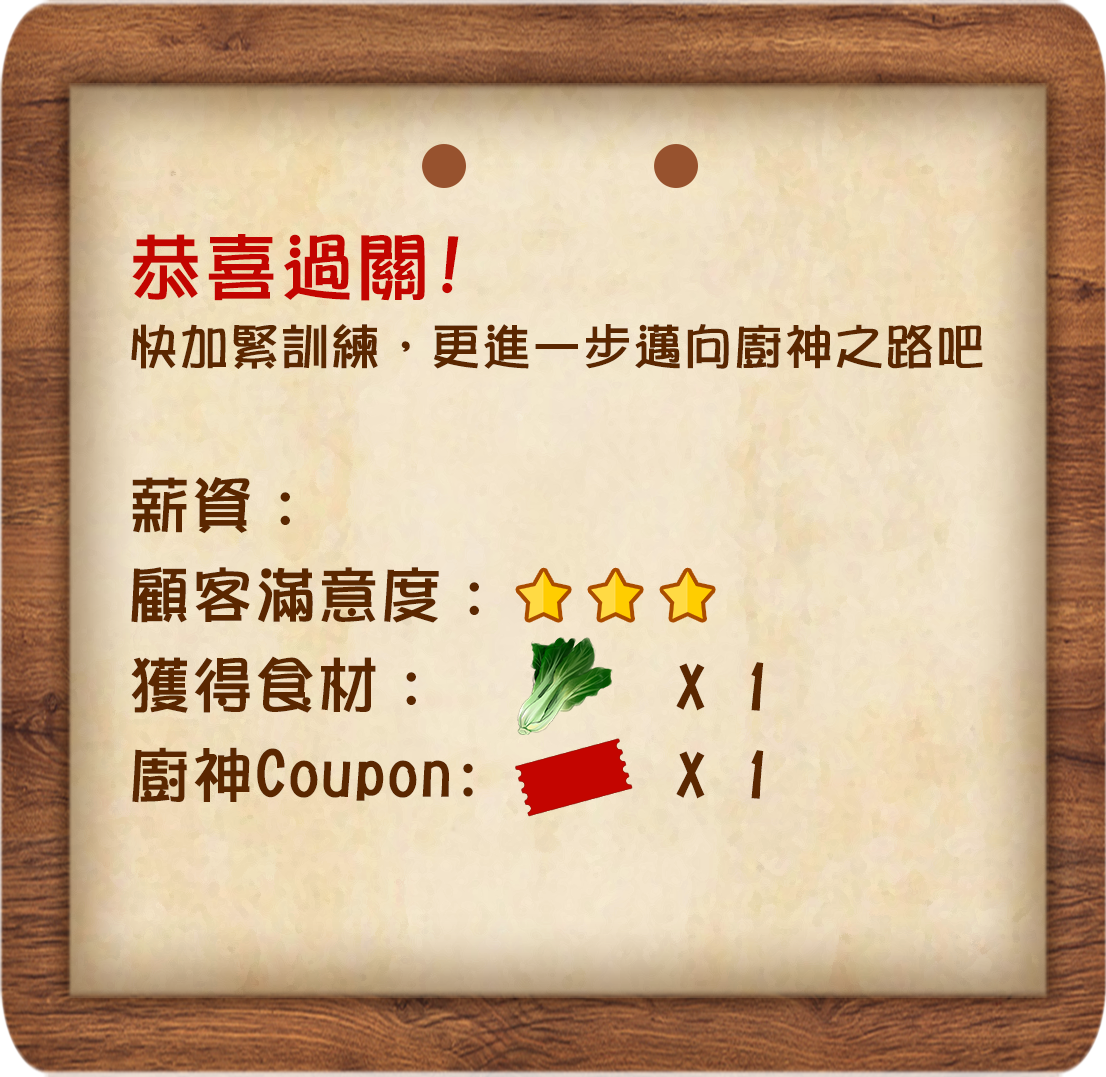 恭喜過關!
快加緊訓練，更進一步邁向廚神之路吧
薪資：
顧客滿意度：
獲得食材： X 1
廚神Coupon: X 1